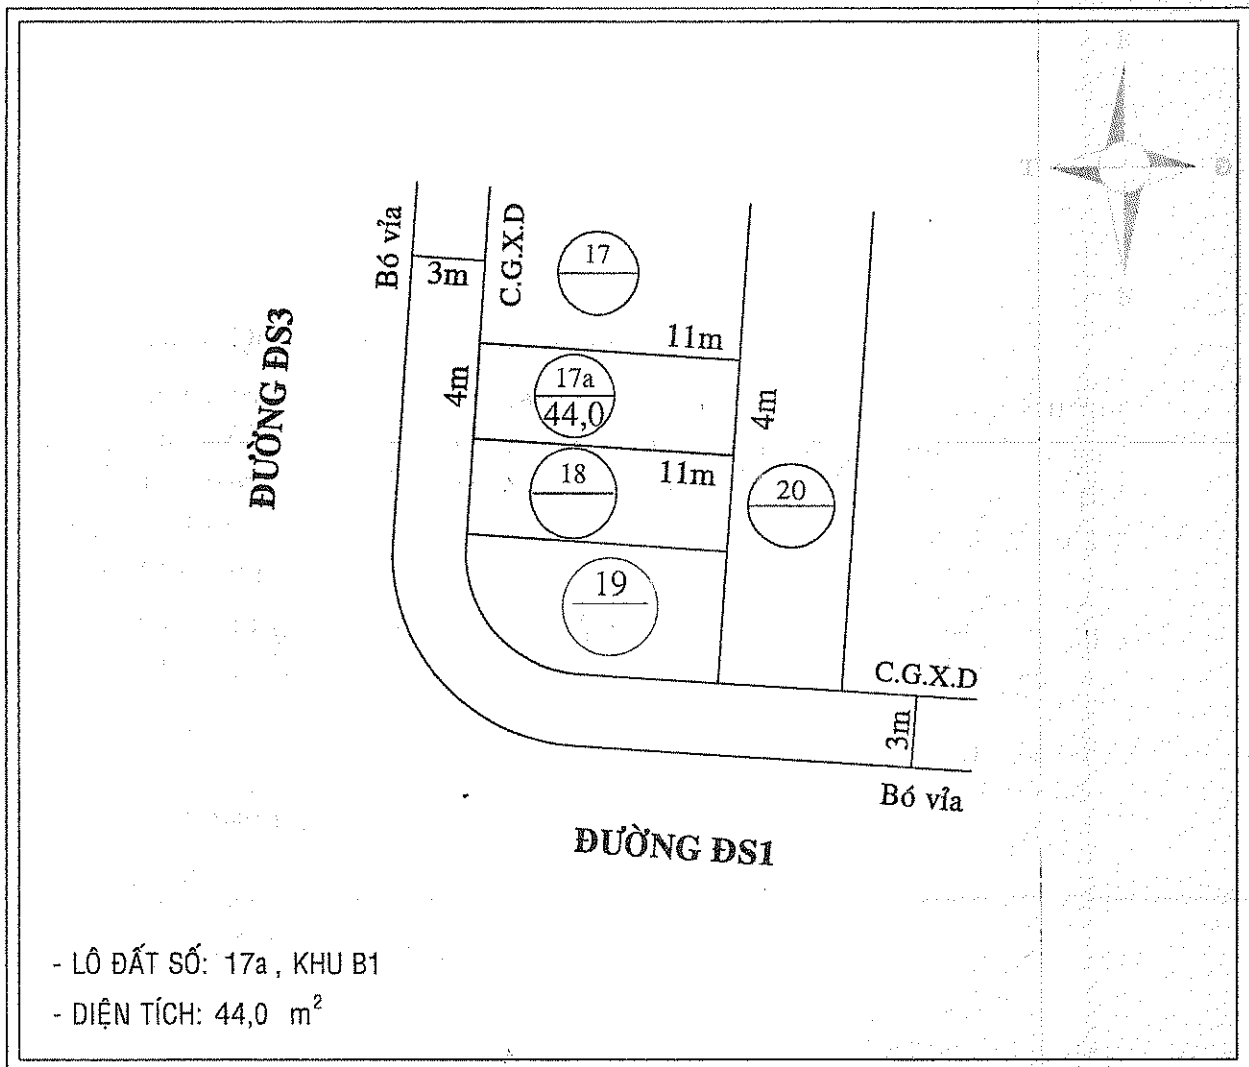 B
T
Đ
N
Bó vỉa
3m
C.G.X.D
17
11m
ĐƯỜNG ĐS3
4m
17a
44,0
4m
18
11m
20
19
C.G.X.D
3m
Bó vỉa
ĐƯỜNG ĐS1
- LÔ ĐẤT SỐ: 17a , KHU B1
- DIỆN TÍCH: 44,0 m²